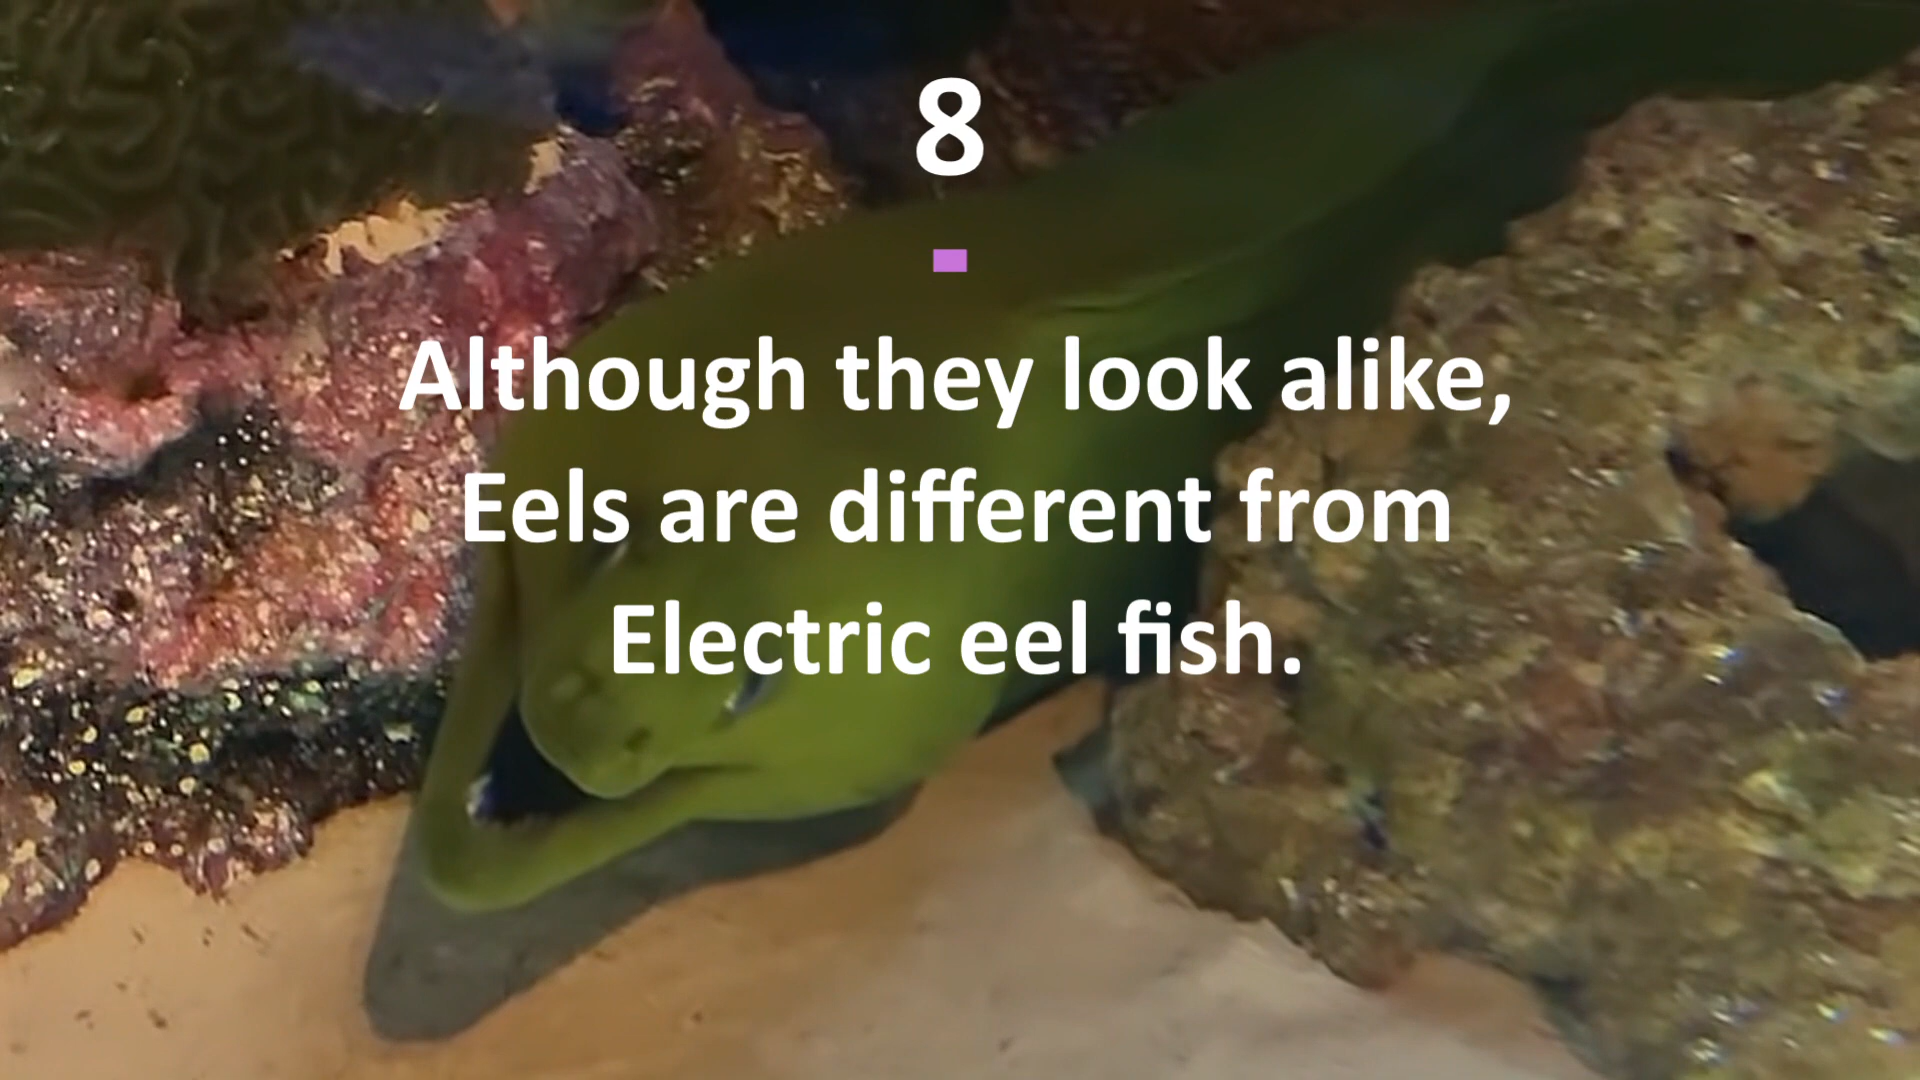 8
Although they look alike,
Eels are different from
Electric eel fish.